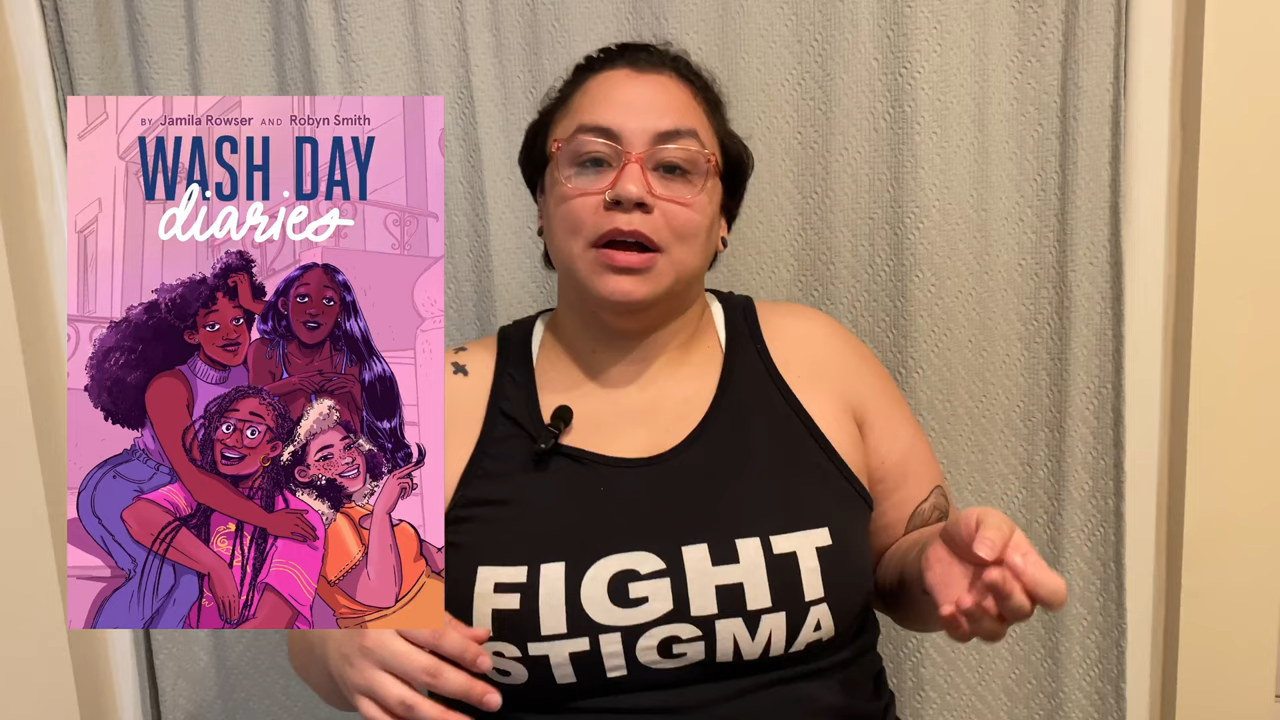 BY Jamila Rowser AND Robyn Smith
WASH DAY
diaries
FIGHT
STIGMA